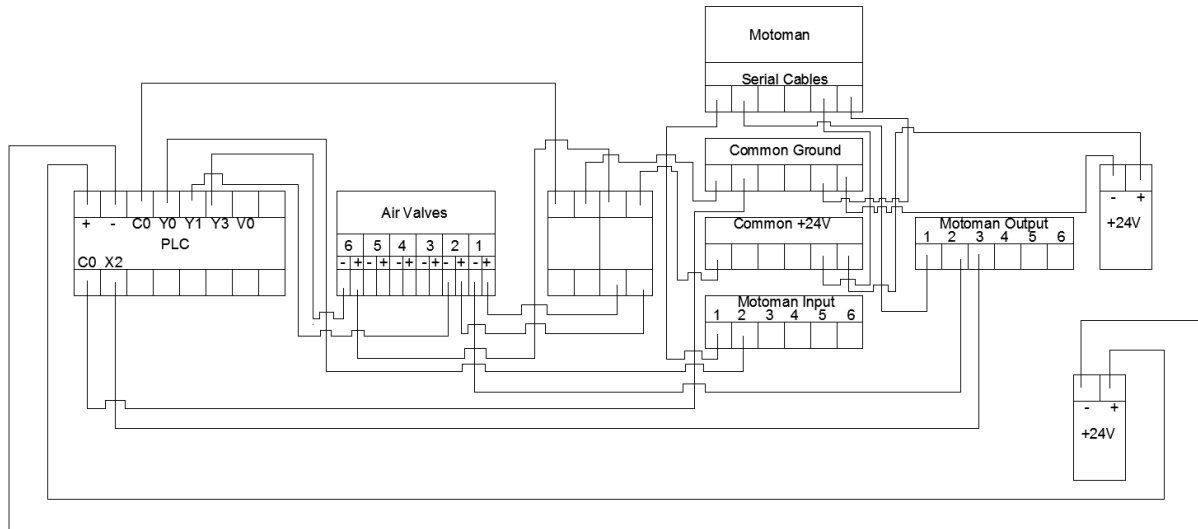 Motoman
Serial Cables
Common Ground
- +
+24V
+ - C0 Y0 Y1 Y3 V0
PLC
C0 X2
Air Valves
6 5 4 3 2 1
- + - + - + - + - + - +
Common +24V
Motoman Output
1 2 3 4 5 6
Motoman Input
1 2 3 4 5 6
- +
+24V